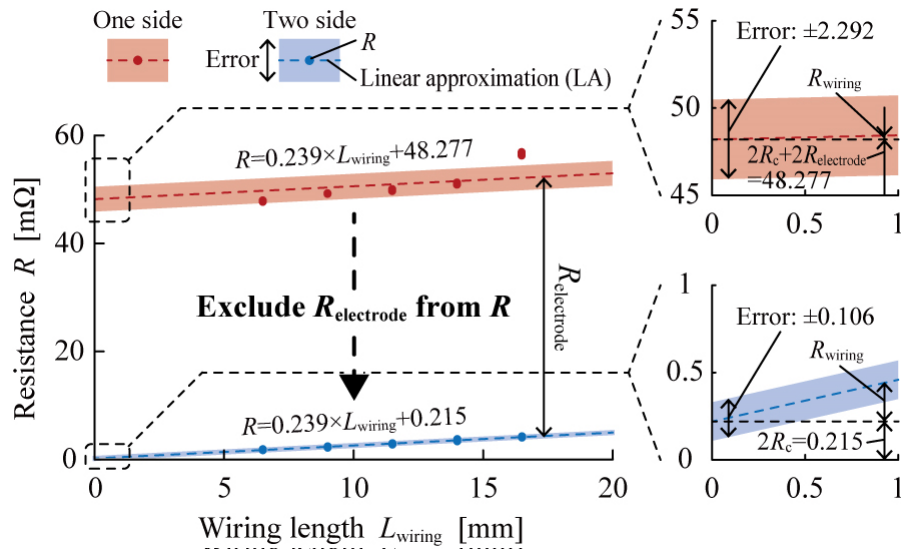 One side
Two side
Error
R
Linear approximation (LA)
Resistance R [mΩ]
60
40
20
0
R=0.239×Lwiring+48.277
Exclude Relectrode from R
Relectrode
R=0.239×Lwiring+0.215
0
5
10
15
20
Wiring length Lwiring [mm]
55
50
45
Error: ±2.292
Rwiring
2Rc+2Relectrode
=48.277
0
0.5
1
1
0.5
0
Error: ±0.106
Rwiring
2Rc=0.215
0
0.5
1